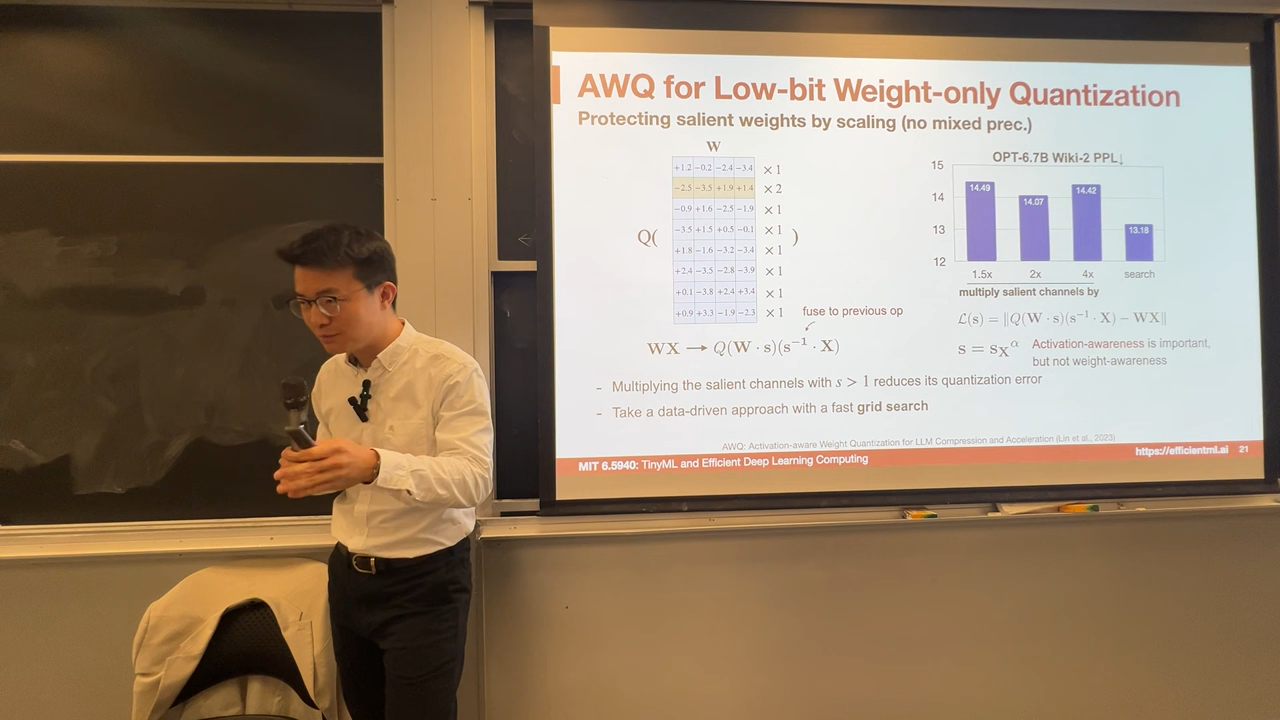 AWQ for Low-bit Weight-only Quantization
Protecting salient weights by scaling (no mixed prec.)
W
+1.2 −0.2 −2.4 −3.4 ×1
−2.5 −3.5 +1.9 +1.4 ×2
−0.9 +1.6 −2.5 −1.9 ×1
Q( −3.5 +1.5 +0.5 −0.1 ) ×1
+1.8 −1.6 −3.2 −3.4 ×1
+2.4 −3.5 −2.8 −3.9 ×1
+0.1 −3.8 +2.4 +3.4 ×1
+0.9 +3.3 −1.9 −2.3 ×1
fuse to previous op
WX → Q(W · s)(s⁻¹ · X)
OPT-6.7B Wiki-2 PPL↓
15
14
13
12
14.49 14.07 14.42 13.18
1.5x 2x 4x search
multiply salient channels by
ℒ(s) = ‖Q(W · s)(s⁻¹ · X) − WX‖
s = s_X^α Activation-awareness is important,
but not weight-awareness
- Multiplying the salient channels with s > 1 reduces its quantization error
- Take a data-driven approach with a fast grid search
AWQ: Activation-aware Weight Quantization for LLM Compression and Acceleration (Lin et al., 2023)
MIT 6.5940: TinyML and Efficient Deep Learning Computing
https://efficientml.ai 21